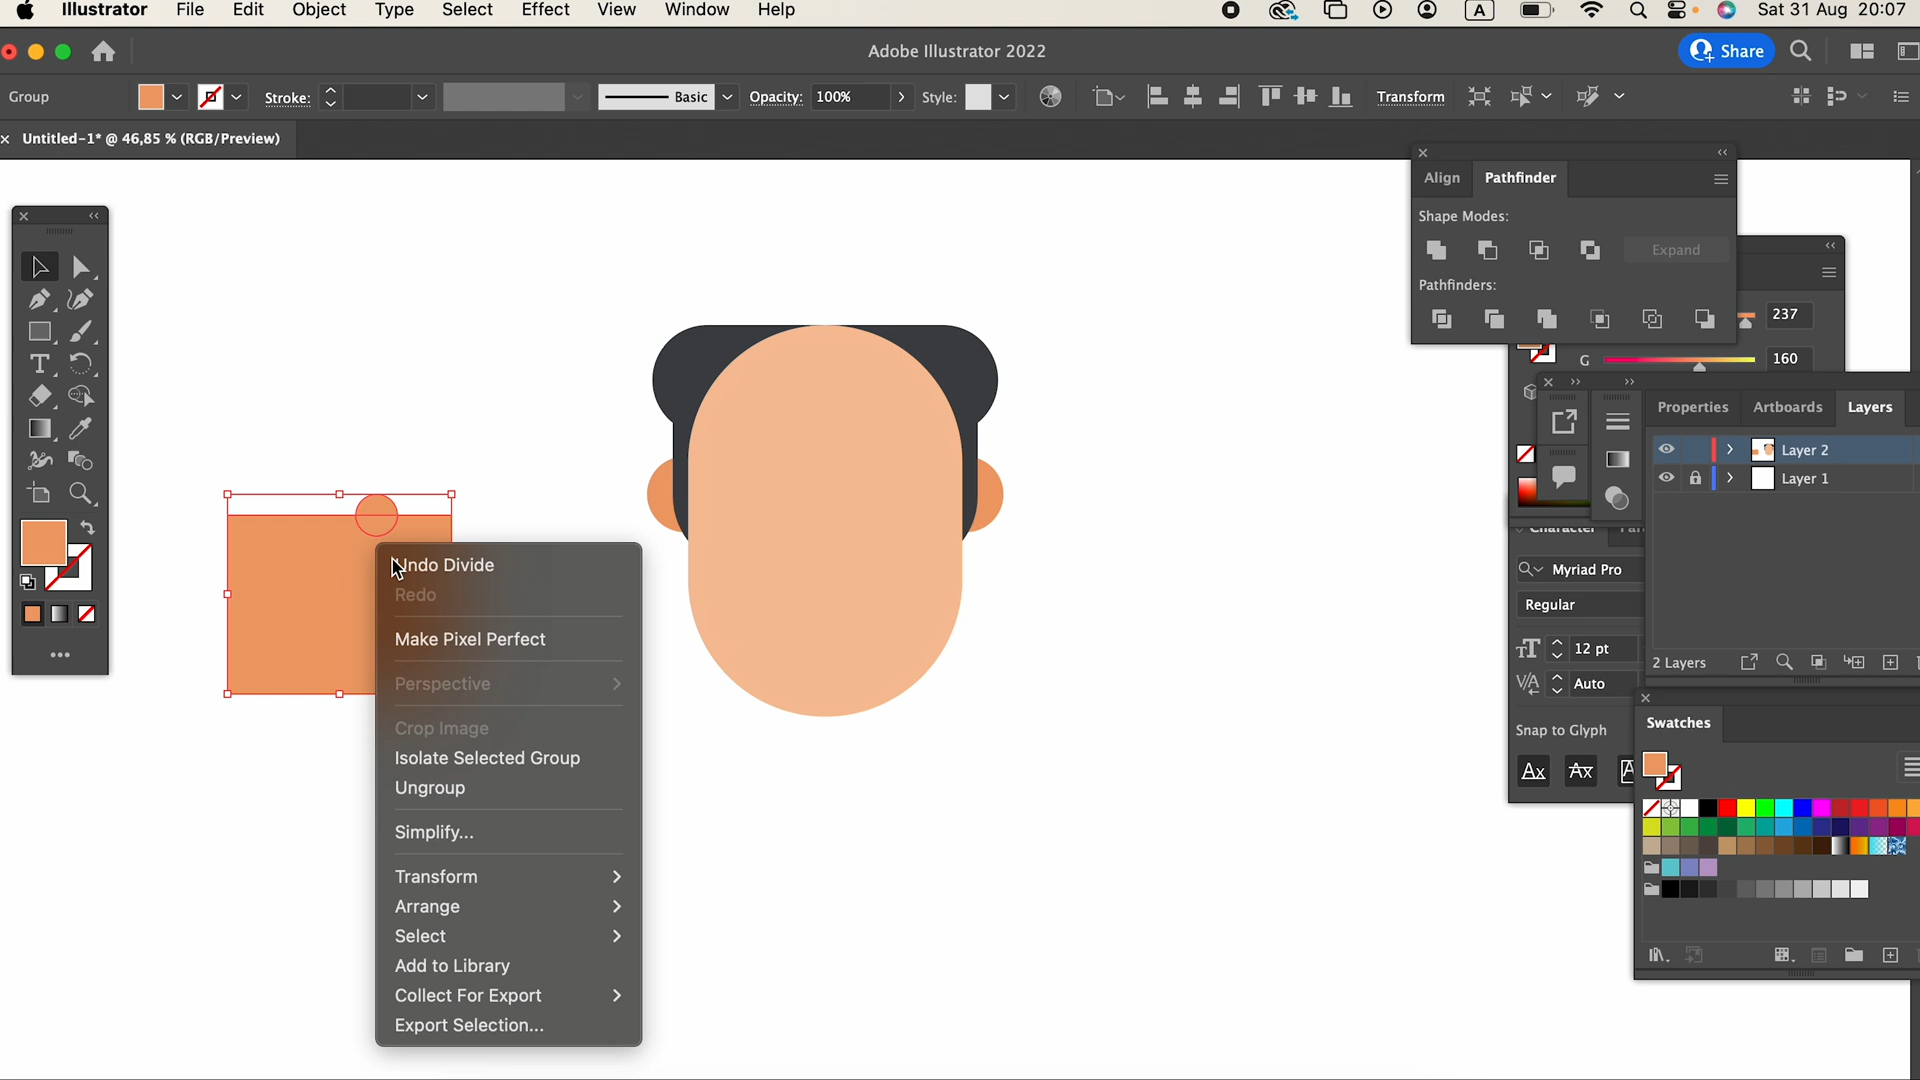 Illustrator File Edit Object Type Select Effect View Window Help
A Sat 31 Aug 20:07
Adobe Illustrator 2022
Share
Group
Stroke:
Basic
Opacity: 100%
Style:
Transform
× Untitled-1* @ 46,85 % (RGB/Preview)
Align Pathfinder
Shape Modes:
Expand
Pathfinders:
237
G 160
Properties Artboards Layers
Layer 2
Layer 1
2 Layers
Character
Myriad Pro
Regular
12 pt
Auto
Snap to Glyph
Swatches
Undo Divide
Redo
Make Pixel Perfect
Perspective
Crop Image
Isolate Selected Group
Ungroup
Simplify...
Transform
Arrange
Select
Add to Library
Collect For Export
Export Selection...